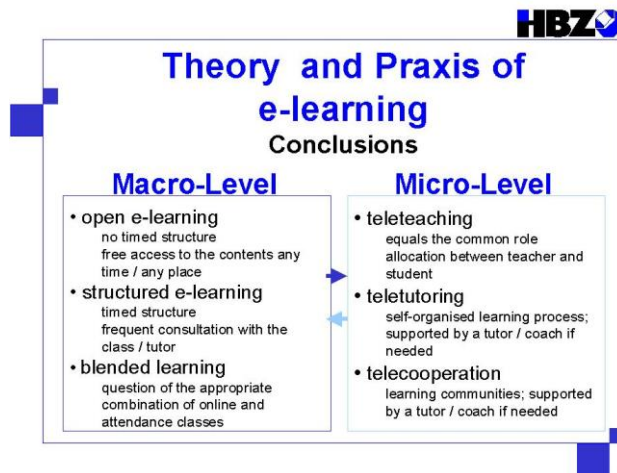 HBZ
Theory and Praxis of
e-learning
Conclusions
Macro-Level
• open e-learning
no timed structure
free access to the contents any
time / any place
• structured e-learning
timed structure
frequent consultation with the
class / tutor
• blended learning
question of the appropriate
combination of online and
attendance classes
Micro-Level
• teleteaching
equals the common role
allocation between teacher and
student
• teletutoring
self-organised learning process;
supported by a tutor / coach if
needed
• telecooperation
learning communities; supported
by a tutor / coach if needed